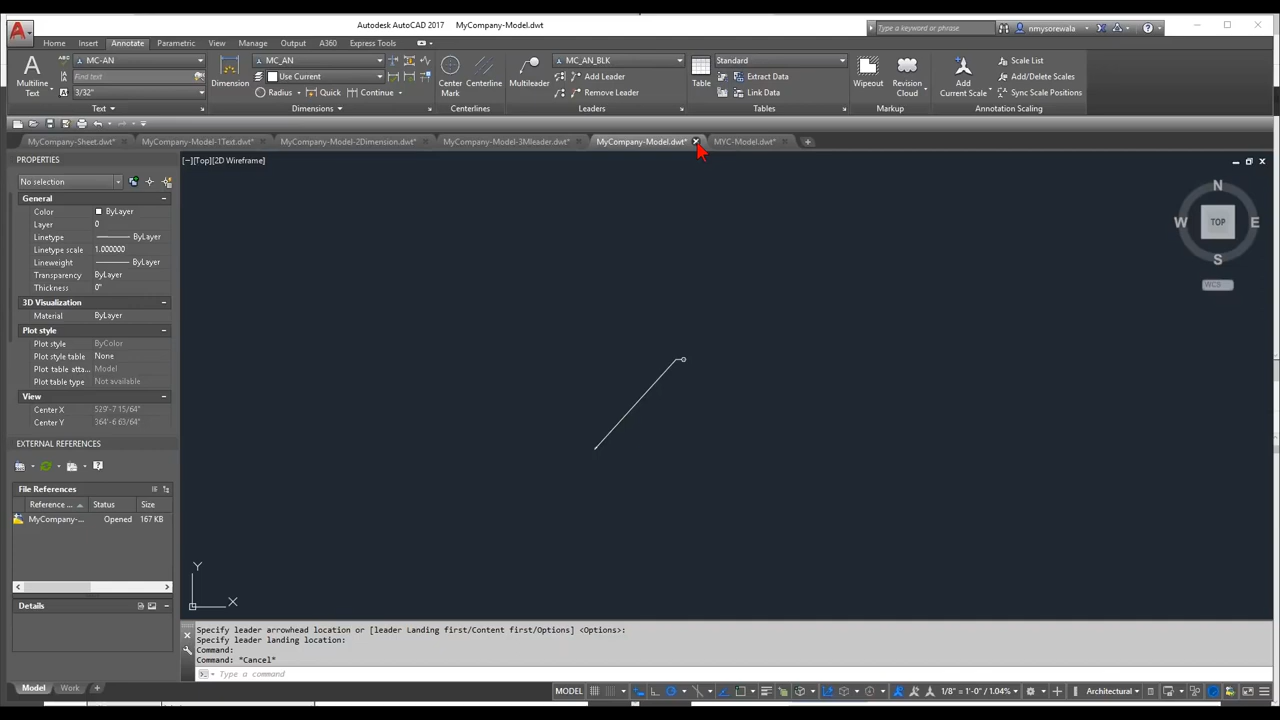 Autodesk AutoCAD 2017 MyCompany-Model.dwt
Type a keyword or phrase nmysorewala
Home Insert Annotate Parametric View Manage Output A360 Express Tools
MC-AN MC_AN MC_AN_BLK Standard
Multiline Text Find text 3/32" Dimension Use Current Radius Quick Continue Center Mark Centerline Multileader Add Leader Remove Leader Table Extract Data Link Data Wipeout Revision Cloud Add Current Scale Scale List Add/Delete Scales Sync Scale Positions
Text Dimensions Centerlines Leaders Tables Markup Annotation Scaling
MyCompany-Sheet.dwt* MyCompany-Model-1Text.dwt* MyCompany-Model-2Dimension.dwt* MyCompany-Model-3Mleader.dwt* MyCompany-Model.dwt* MYC-Model.dwt*
PROPERTIES
[−][Top][2D Wireframe]
No selection
General
Color ByLayer
Layer 0
Linetype ByLayer
Linetype scale 1.000000
Lineweight ByLayer
Transparency ByLayer
Thickness 0"
3D Visualization
Material ByLayer
Plot style
Plot style ByColor
Plot style table None
Plot table atta... Model
Plot table type Not available
View
Center X 529'-7 15/64"
Center Y 364'-6 63/64"
EXTERNAL REFERENCES
File References
Reference ... Status Size
MyCompany-... Opened 167 KB
Details
N
W TOP E
S
WCS
Y
X
Specify leader arrowhead location or [leader Landing first/Content first/Options] <Options>:
Specify leader landing location:
Command:
Command: *Cancel*
Type a command
Model Work
MODEL 1/8" = 1'-0" / 1.04% Architectural